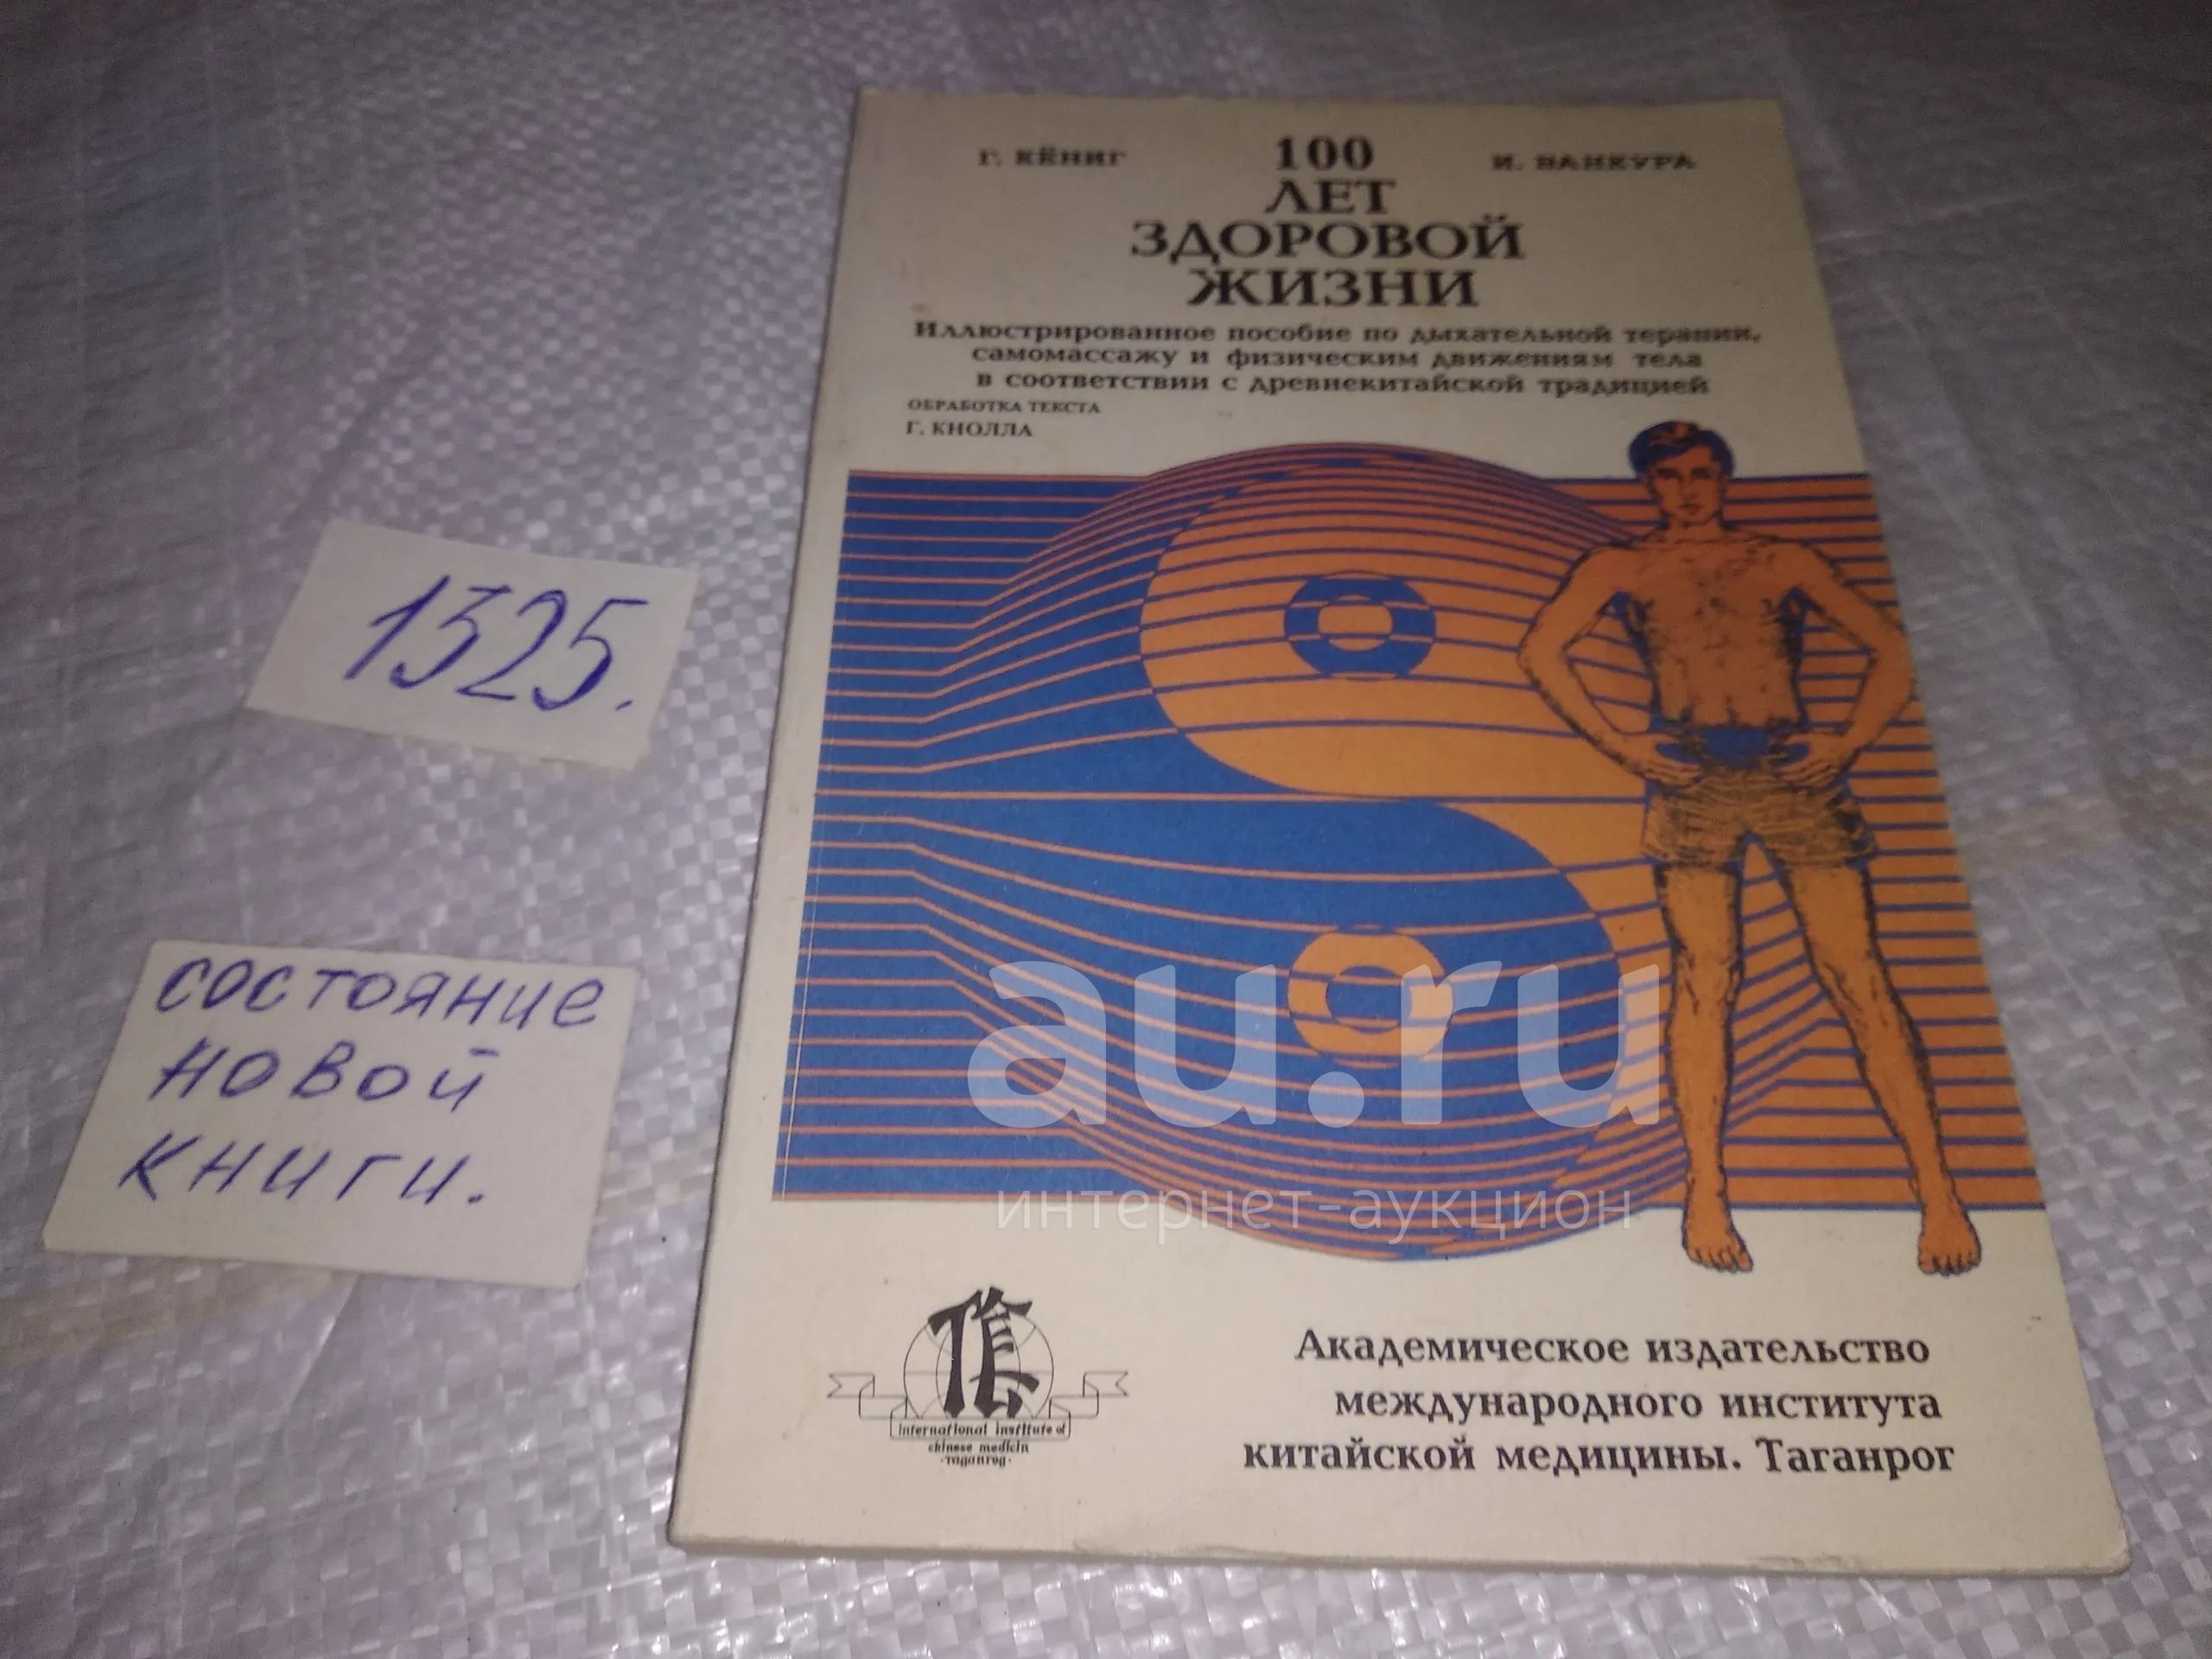 Г. КЁНИГ
И. ВАНКУРА
100
ЛЕТ
ЗДОРОВОЙ
ЖИЗНИ
Иллюстрированное пособие по дыхательной терапии,
самомассажу и физическим движениям тела
в соответствии с древнекитайской традицией
ОБРАБОТКА ТЕКСТА
Г. КНОЛЛА
1325.
состояние
новой
книги.
au.ru
интернет-аукцион
international institute of
chinese medicin
·taganrog·
Академическое издательство
международного института
китайской медицины. Таганрог